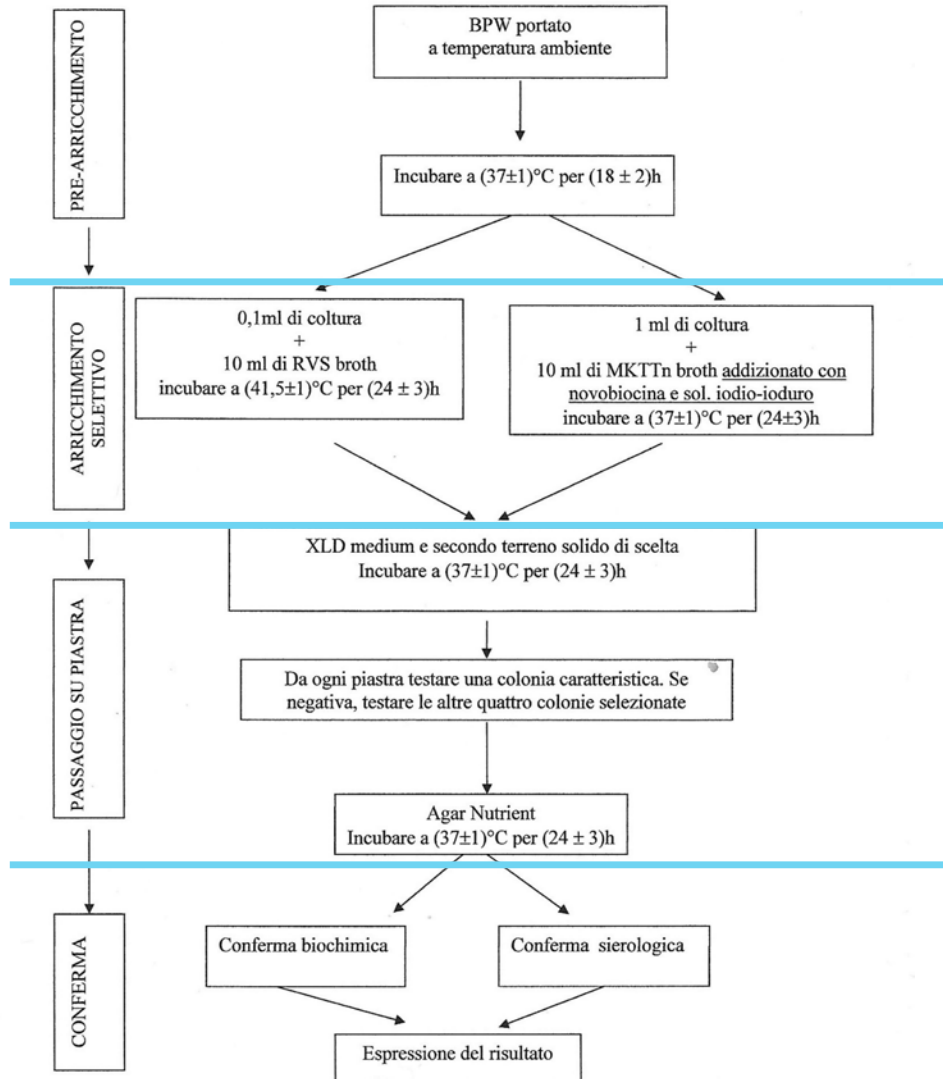 PRE-ARRICCHIMENTO
BPW portato
a temperatura ambiente
Incubare a (37±1)°C per (18 ± 2)h
ARRICCHIMENTO
SELETTIVO
0,1ml di coltura
+
10 ml di RVS broth
incubare a (41,5±1)°C per (24 ± 3)h
1 ml di coltura
+
10 ml di MKTTn broth addizionato con
novobiocina e sol. iodio-ioduro
incubare a (37±1)°C per (24±3)h
PASSAGGIO SU PIASTRA
XLD medium e secondo terreno solido di scelta
Incubare a (37±1)°C per (24 ± 3)h
Da ogni piastra testare una colonia caratteristica. Se
negativa, testare le altre quattro colonie selezionate
Agar Nutrient
Incubare a (37±1)°C per (24 ± 3)h
CONFERMA
Conferma biochimica
Conferma sierologica
Espressione del risultato